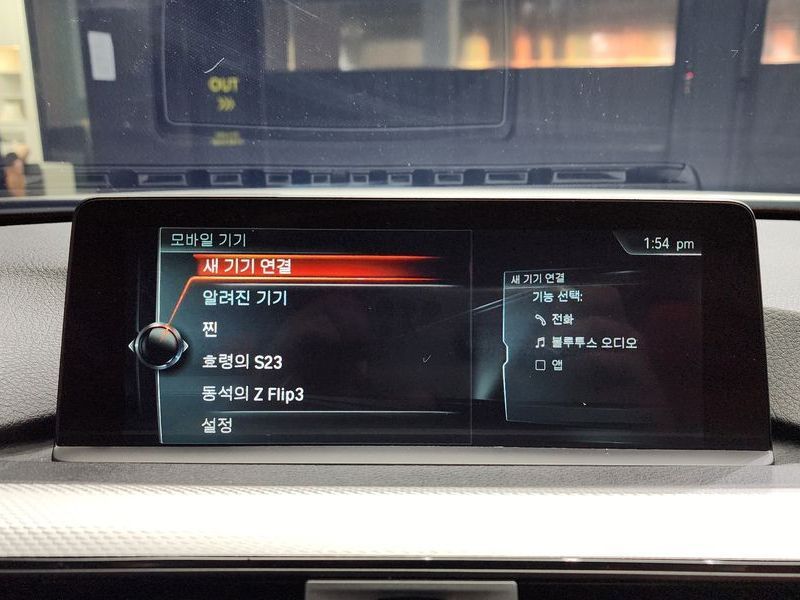 OUT
모바일 기기
1:54 pm
새 기기 연결
알려진 기기
찐
호령의 S23
동석의 Z Flip3
설정
새 기기 연결
기능 선택:
전화
블루투스 오디오
앱